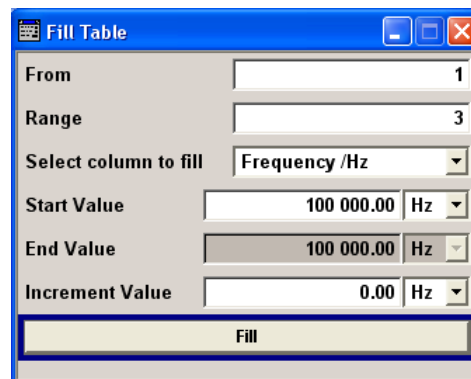 Fill Table
From 1
Range 3
Select column to fill Frequency /Hz
Start Value 100 000.00 Hz
End Value 100 000.00 Hz
Increment Value 0.00 Hz
Fill